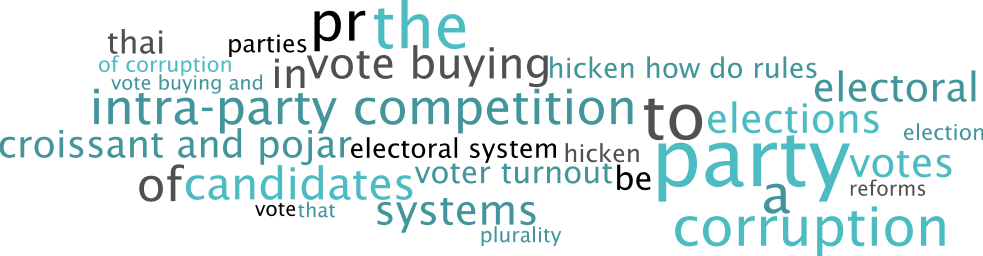 pr the
thai
parties
of corruption
in vote buying
hicken how do rules
vote buying and
electoral
intra-party competition
to elections
election
croissant and pojar
electoral system
hicken
party
votes
of candidates
voter turnout
be
a
reforms
vote that
systems
corruption
plurality